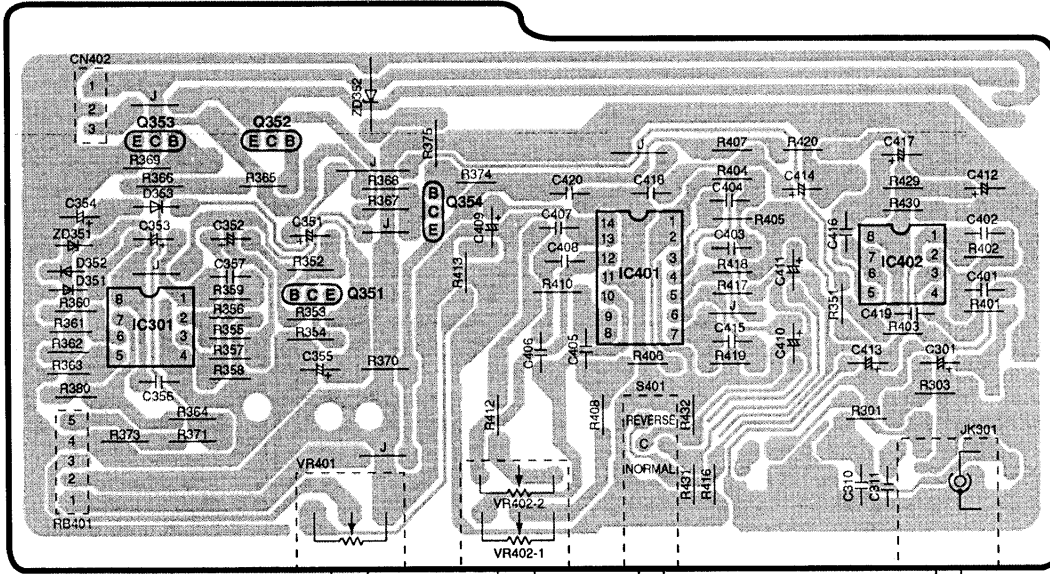 CN402
1
2
3
J
ZD352
Q353
E C B
Q352
E C B
R369
R366
R365
D353
R375
J
R368
R367
J
R374
B
C
E
Q354
C420
J
C418
R407
R420
C417
R404
C404
C414
R429
C412
R430
C354
ZD351
C353
C352
C351
C409
C407
C408
14
13
12
11
10
9
8
IC401
2
3
4
5
6
7
R405
C403
R418
R417
J
C415
R419
C411
C410
C416
R351
8
7
6
5
IC402
1
2
3
4
C402
R402
C401
R401
D352
D351
J
C357
R359
R352
B C E
Q351
R413
R410
R360
R361
R362
R363
R380
8
7
6
5
IC301
1
2
3
4
R356
R355
R357
R358
R353
R354
C355
R370
C406
C405
R406
C419
R403
C413
C301
R303
C356
R364
R373
R371
5
4
3
2
1
RB401
R412
R408
S401
REVERSE
C
NORMAL
R432
R431
R416
R301
JK301
C310
C311
VR401
J
VR402-2
VR402-1